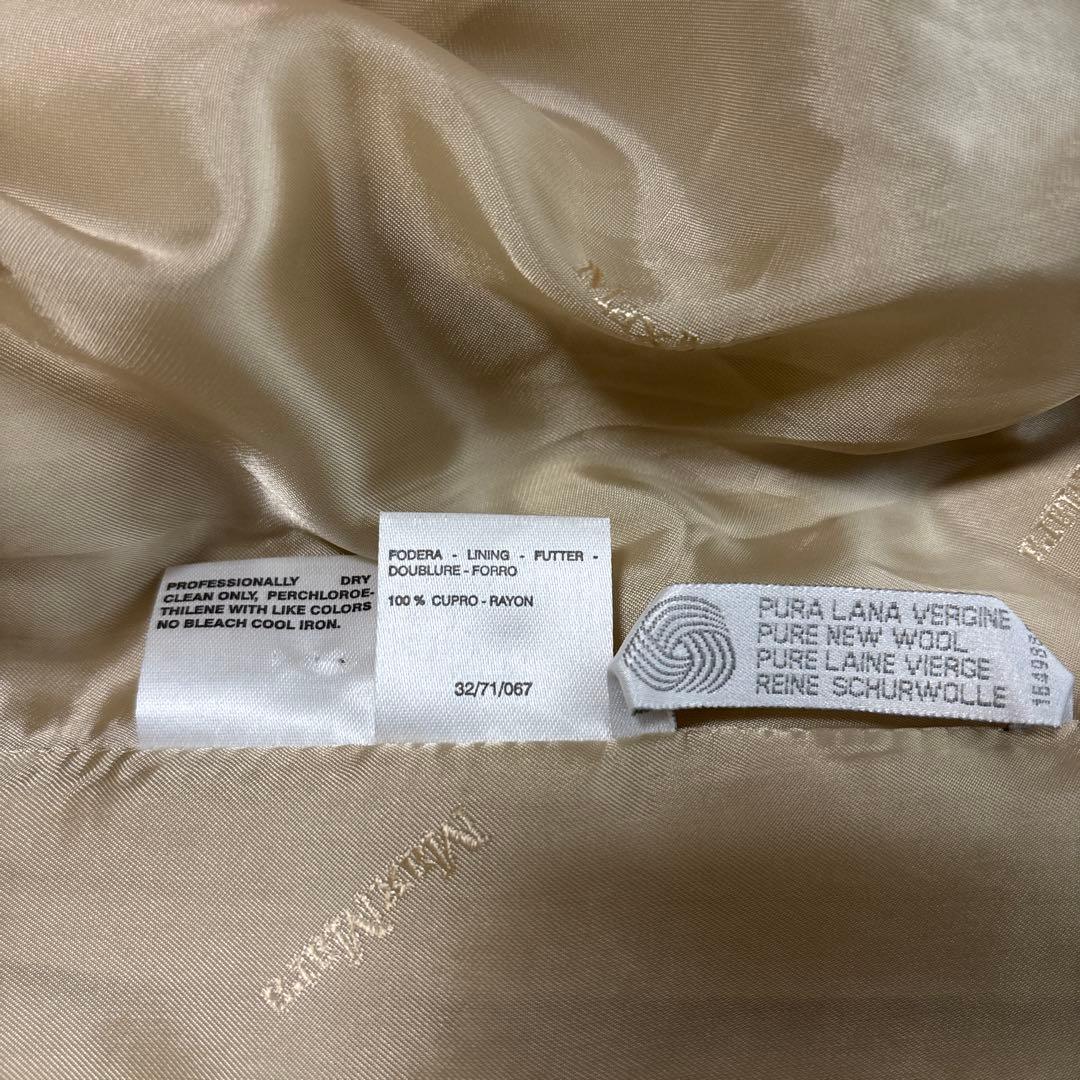 PROFESSIONALLY DRY
CLEAN ONLY, PERCHLOROE-
THILENE WITH LIKE COLORS
NO BLEACH COOL IRON.
FODERA - LINING - FUTTER -
DOUBLURE - FORRO
100 % CUPRO - RAYON
32/71/067
PURA LANA VERGINE
PURE NEW WOOL
PURE LAINE VIERGE
REINE SCHURWOLLE